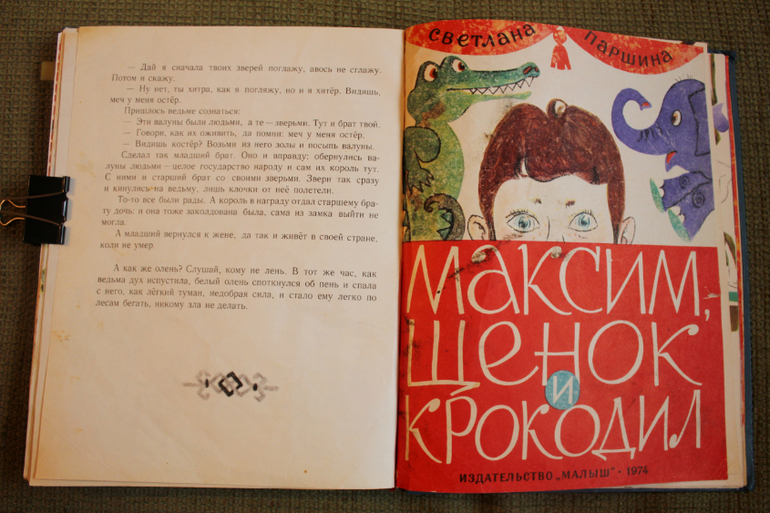 — Дай я сначала твоих зверей поглажу, авось не сглажу.
Потом и скажу.
— Ну нет, ты хитра, как я погляжу, но и я хитёр. Видишь,
меч у меня остёр.
Пришлось ведьме сознаться:
— Эти валуны были людьми, а те — зверьми. Тут и брат твой.
— Говори, как их оживить, да помни: меч у меня остёр.
— Видишь костёр? Возьми из него золы и посыпь валуны.
Сделал так младший брат. Оно и вправду: обернулись ва-
луны людьми — целое государство народу и сам их король тут.
С ними и старший брат со своими зверьми. Звери так сразу
и кинулись на ведьму, лишь клочки от неё полетели.
То-то все были рады. А король в награду отдал старшему бра-
ту дочь: и она тоже заколдована была, сама из замка выйти не
могла.
А младший вернулся к жене, да так и живёт в своей стране,
коли не умер.
А как же олень? Слушай, кому не лень. В тот же час, как
ведьма дух испустила, белый олень споткнулся об пень и спала
с него, как лёгкий туман, недобрая сила, и стало ему легко по
лесам бегать, никому зла не делать.
СВЕТЛАНА ПАРШИНА
МАКСИМ,
ЩЕНОК
И
КРОКОДИЛ
ИЗДАТЕЛЬСТВО „МАЛЫШ" · 1974